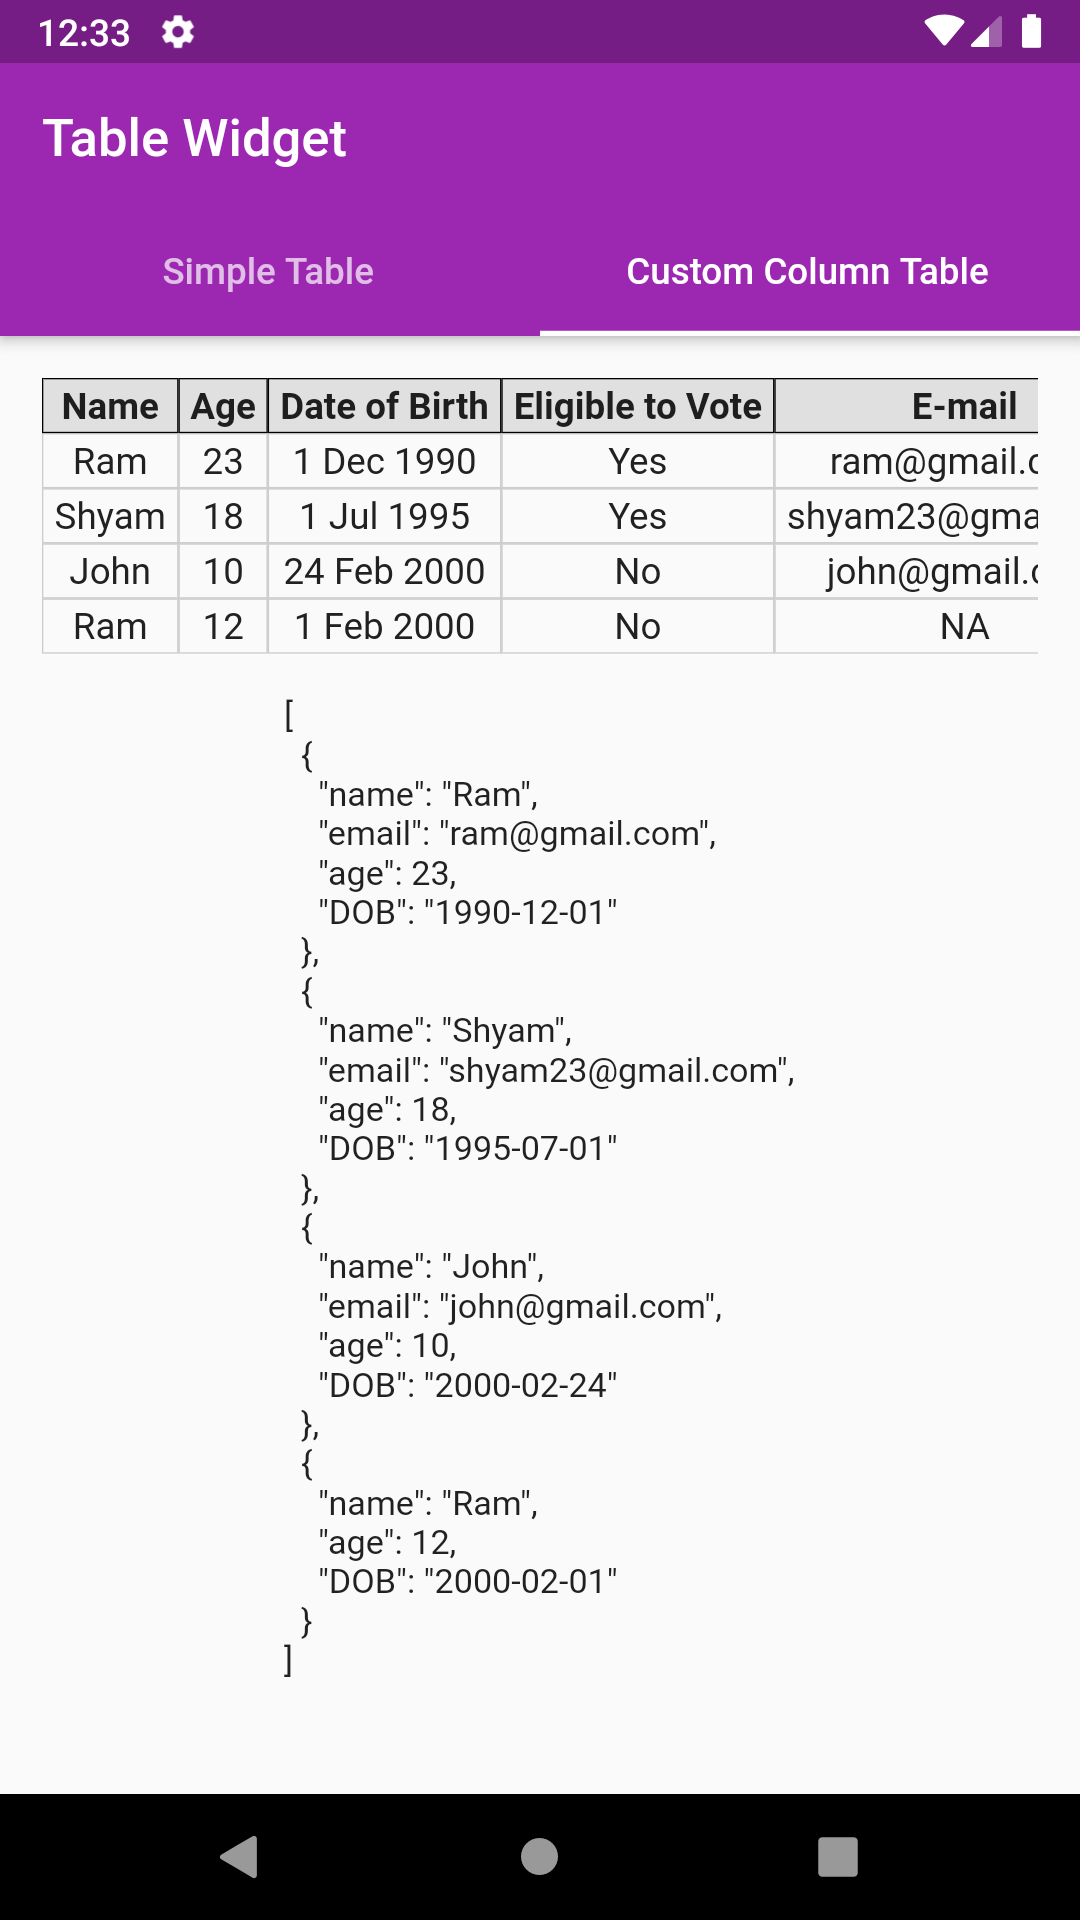 12:33
Table Widget
Simple Table Custom Column Table
Name Age Date of Birth Eligible to Vote E-mail
Ram 23 1 Dec 1990 Yes ram@gmail.c
Shyam 18 1 Jul 1995 Yes shyam23@gma
John 10 24 Feb 2000 No john@gmail.c
Ram 12 1 Feb 2000 No NA
[
{
"name": "Ram",
"email": "ram@gmail.com",
"age": 23,
"DOB": "1990-12-01"
},
{
"name": "Shyam",
"email": "shyam23@gmail.com",
"age": 18,
"DOB": "1995-07-01"
},
{
"name": "John",
"email": "john@gmail.com",
"age": 10,
"DOB": "2000-02-24"
},
{
"name": "Ram",
"age": 12,
"DOB": "2000-02-01"
}
]